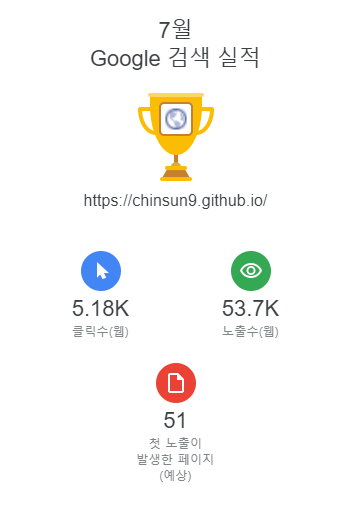 7월
Google 검색 실적
https://chinsun9.github.io/
5.18K
클릭수(웹)
53.7K
노출수(웹)
51
첫 노출이
발생한 페이지
(예상)